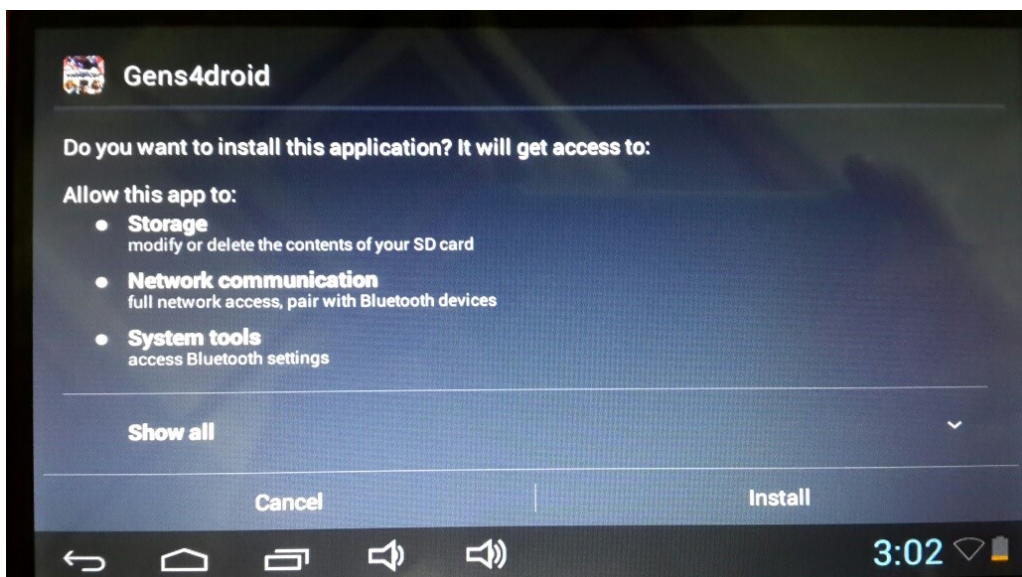 Gens4droid
Do you want to install this application? It will get access to:
Allow this app to:
Storage
modify or delete the contents of your SD card
Network communication
full network access, pair with Bluetooth devices
System tools
access Bluetooth settings
Show all
Cancel Install
3:02